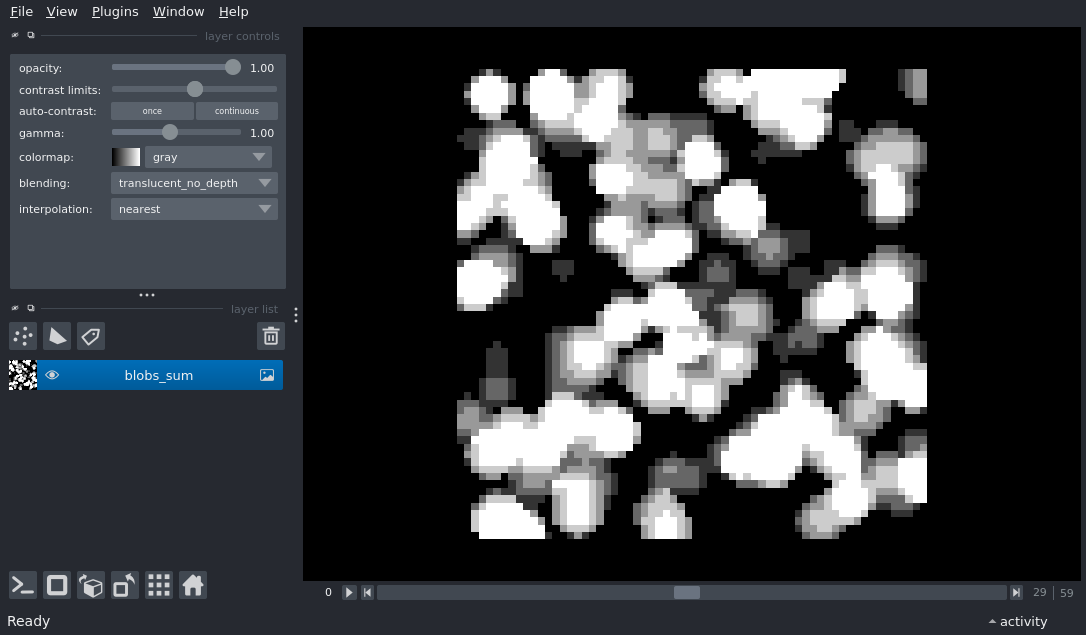 File View Plugins Window Help
layer controls
opacity: 1.00
contrast limits:
auto-contrast: once continuous
gamma: 1.00
colormap: gray
blending: translucent_no_depth
interpolation: nearest
layer list
blobs_sum
0 29 | 59
Ready activity